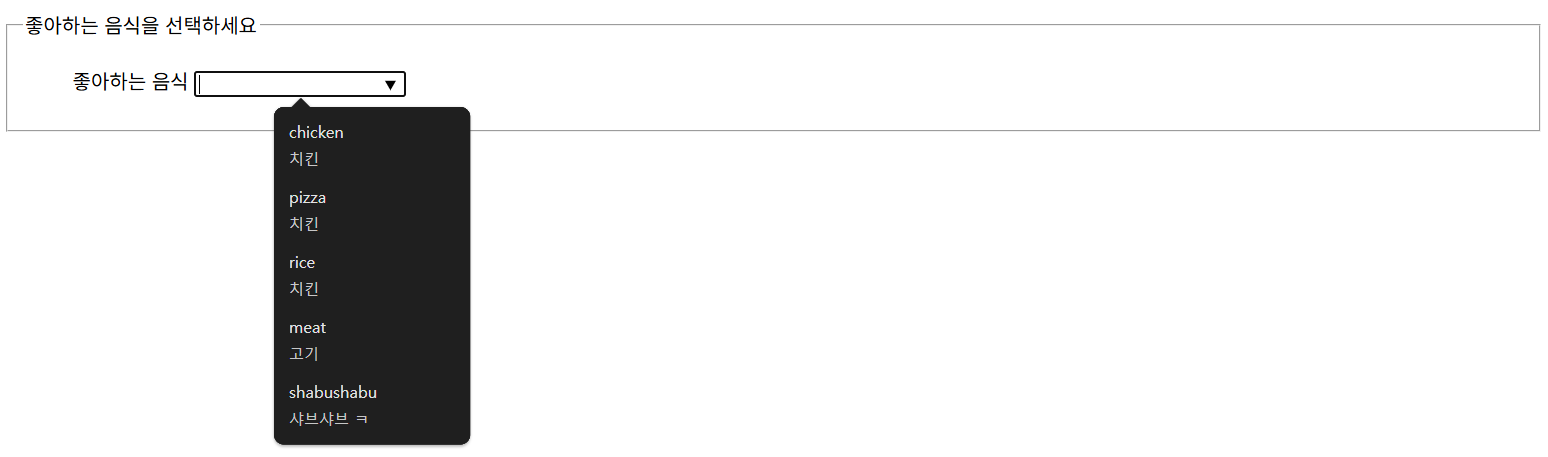 좋아하는 음식을 선택하세요
좋아하는 음식
chicken
치킨
pizza
치킨
rice
치킨
meat
고기
shabushabu
샤브샤브 ㅋ